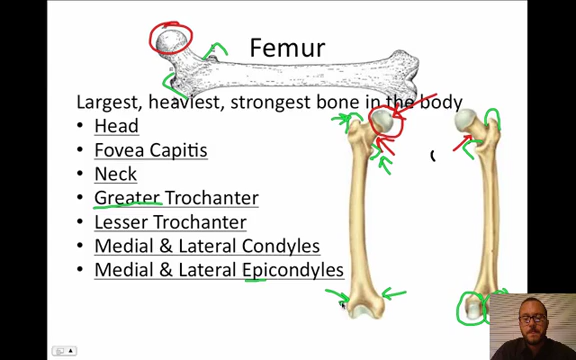 Femur
Largest, heaviest, strongest bone in the body
• Head
• Fovea Capitis
• Neck
• Greater Trochanter
• Lesser Trochanter
• Medial & Lateral Condyles
• Medial & Lateral Epicondyles